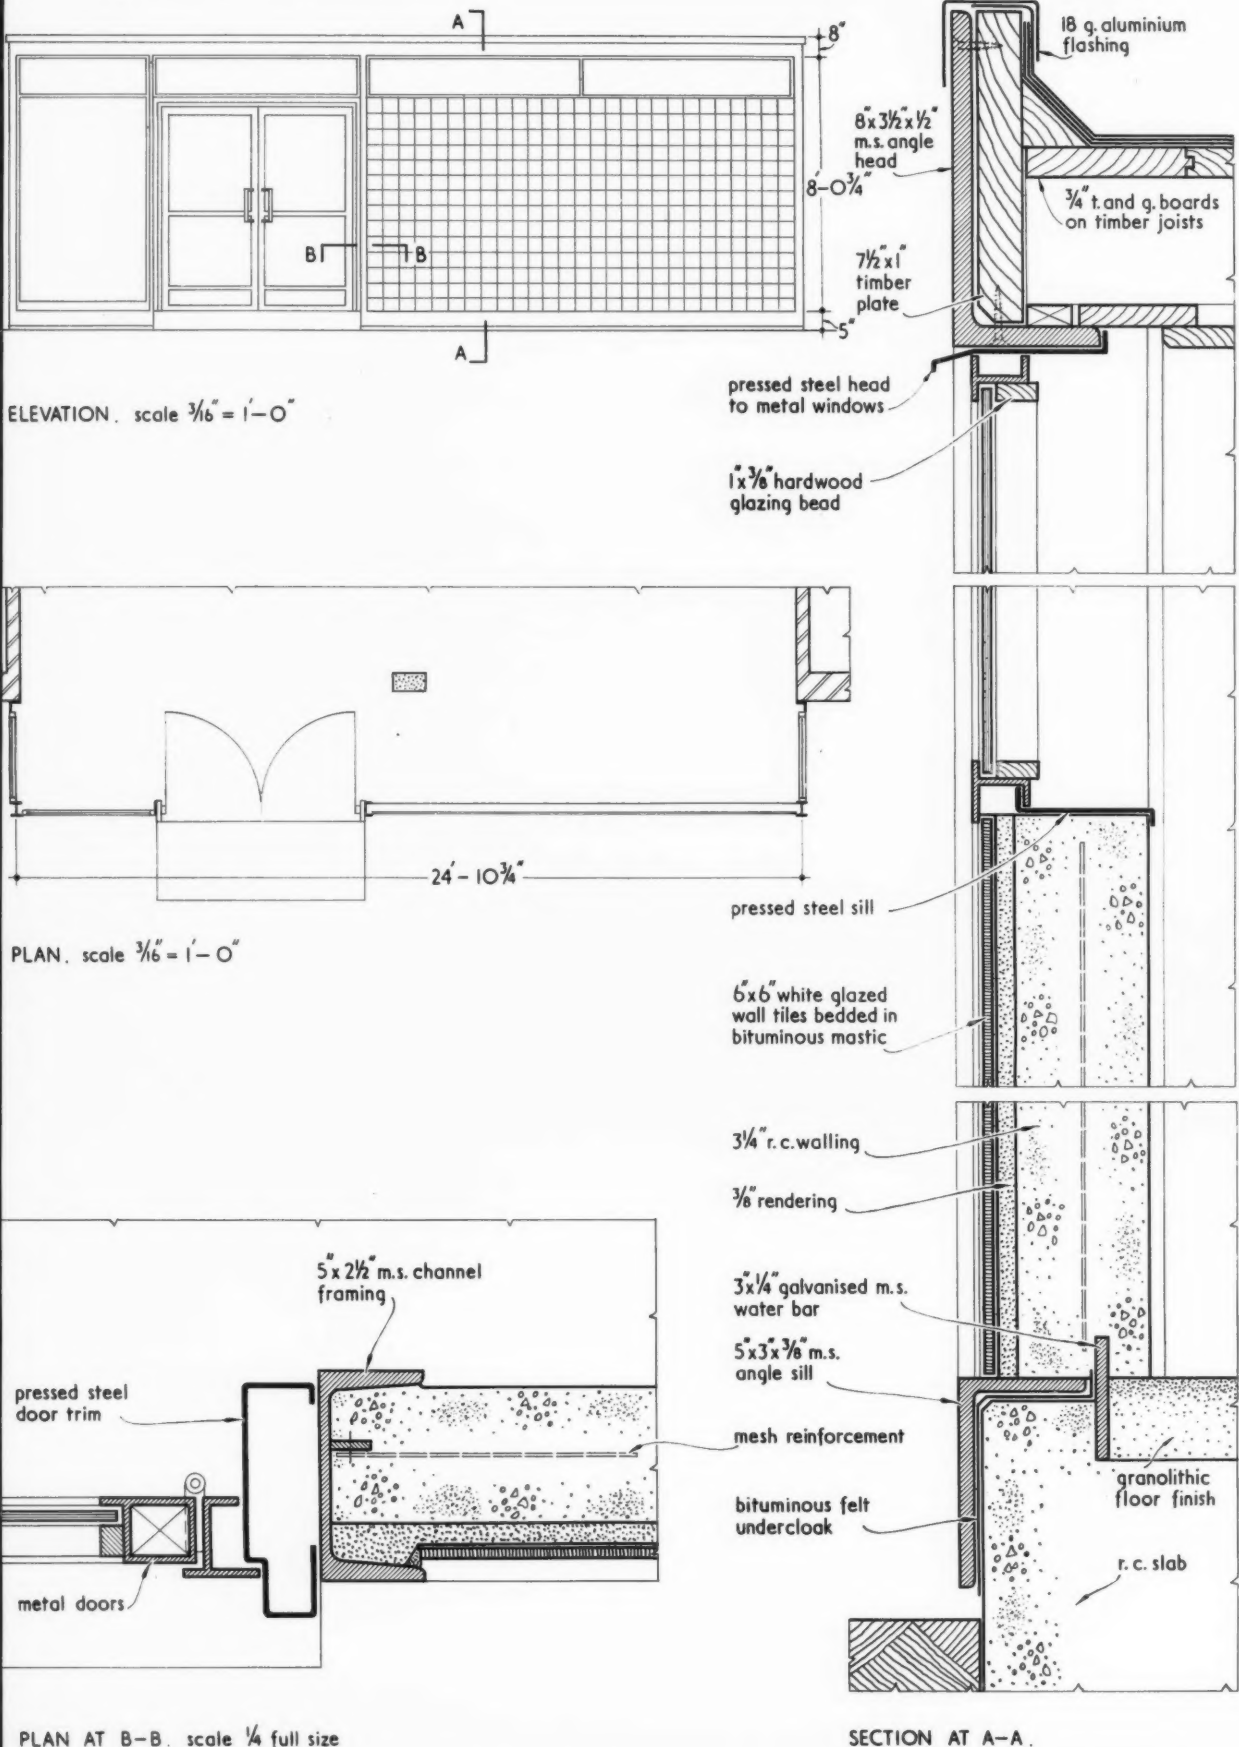 A
8"
8'-0¾"
B
B
A
5"
ELEVATION. scale 3/16" = 1'-0"
24'-10¾"
PLAN. scale 3/16" = 1'-0"
5"x 2½" m.s. channel
framing
pressed steel
door trim
mesh reinforcement
metal doors
PLAN AT B-B. scale ¼ full size
18 g. aluminium
flashing
8"x 3½"x ½"
m.s. angle
head
¾" t. and g. boards
on timber joists
7½"x 1"
timber
plate
pressed steel head
to metal windows
1"x ⅜" hardwood
glazing bead
pressed steel sill
6"x 6" white glazed
wall tiles bedded in
bituminous mastic
3¼" r.c. walling
⅜" rendering
3"x ¼" galvanised m.s.
water bar
5"x 3"x ⅜" m.s.
angle sill
granolithic
floor finish
bituminous felt
undercloak
r.c. slab
SECTION AT A-A.